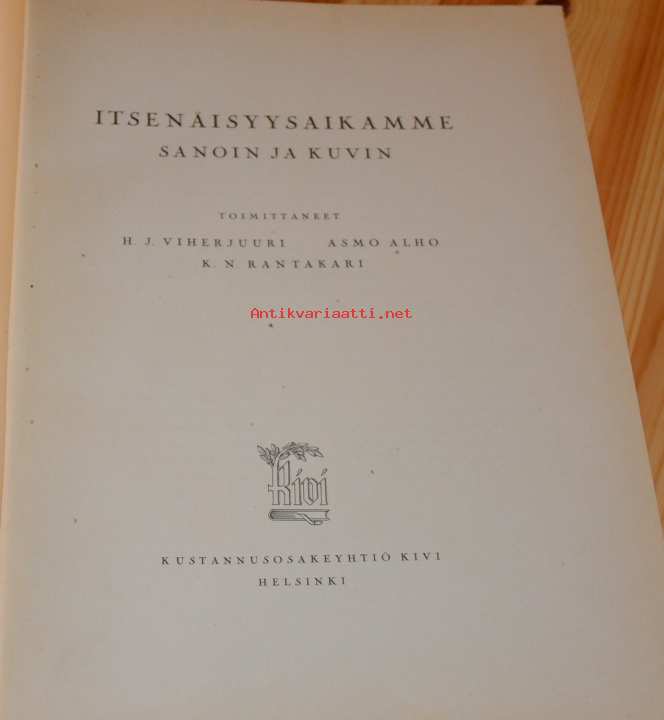 ITSENÄISYYSAIKAMME
SANOIN JA KUVIN
TOIMITTANEET
H. J. VIHERJUURI ASMO ALHO
K. N. RANTAKARI
Antikvariaatti.net
Kivi
KUSTANNUSOSAKEYHTIÖ KIVI
HELSINKI